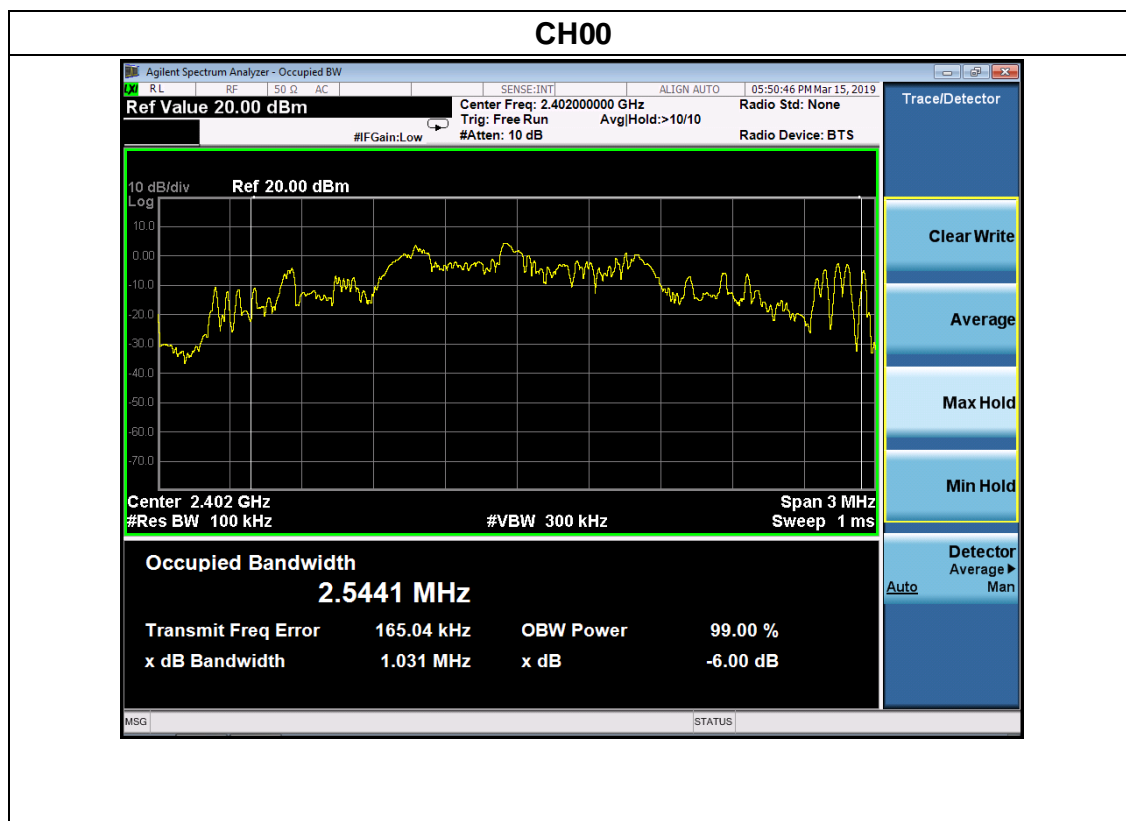 CH00
Agilent Spectrum Analyzer - Occupied BW
LXI RL RF 50 Ω AC SENSE:INT ALIGN AUTO 05:50:46 PM Mar 15, 2019
Ref Value 20.00 dBm
Center Freq: 2.402000000 GHz Radio Std: None
Trig: Free Run Avg|Hold:>10/10
#IFGain:Low #Atten: 10 dB Radio Device: BTS
Trace/Detector
10 dB/div Ref 20.00 dBm
Log
10.0
0.00
-10.0
-20.0
-30.0
-40.0
-50.0
-60.0
-70.0
Center 2.402 GHz Span 3 MHz
#Res BW 100 kHz #VBW 300 kHz Sweep 1 ms
Clear Write
Average
Max Hold
Min Hold
Detector
Average▶
Auto Man
Occupied Bandwidth
2.5441 MHz
Transmit Freq Error 165.04 kHz OBW Power 99.00 %
x dB Bandwidth 1.031 MHz x dB -6.00 dB
MSG STATUS